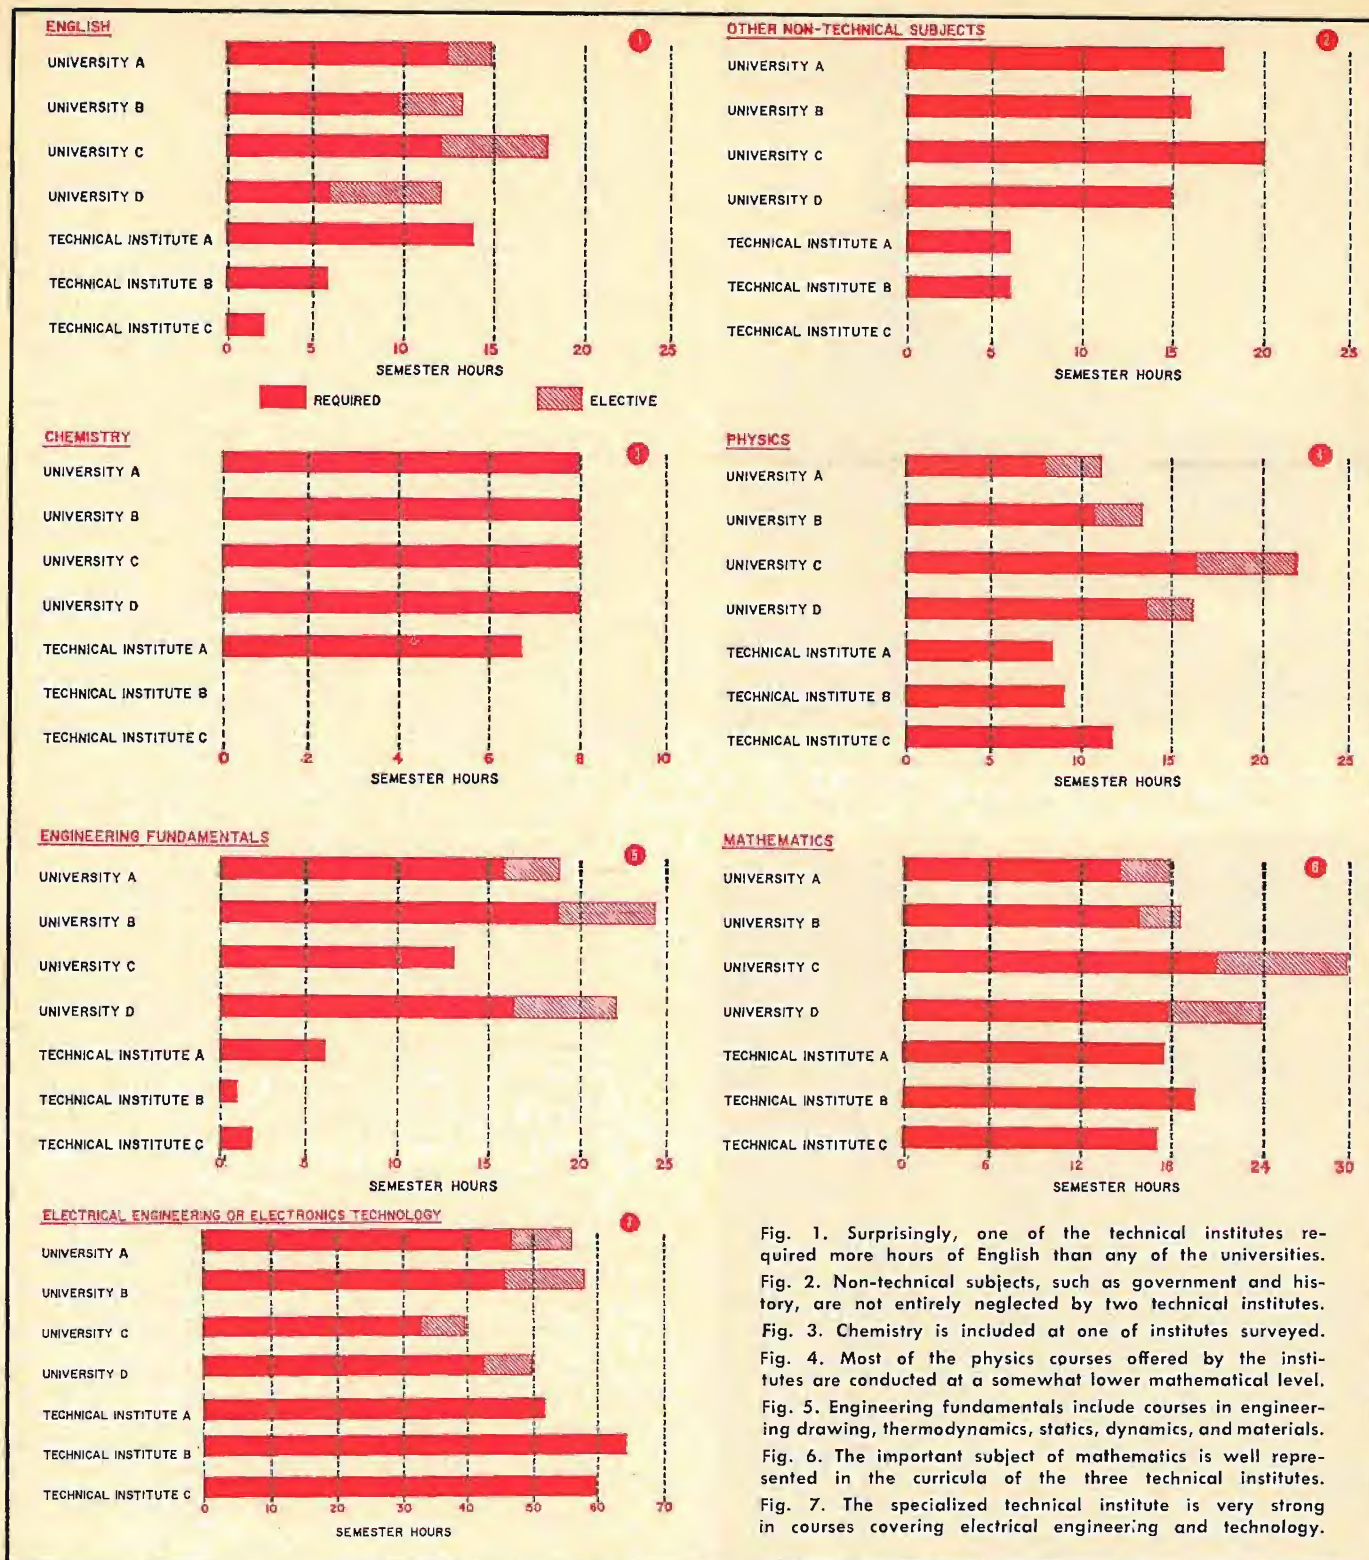 ENGLISH
1
UNIVERSITY A
UNIVERSITY B
UNIVERSITY C
UNIVERSITY D
TECHNICAL INSTITUTE A
TECHNICAL INSTITUTE B
TECHNICAL INSTITUTE C
0 5 10 15 20 25
SEMESTER HOURS
REQUIRED ELECTIVE
OTHER NON-TECHNICAL SUBJECTS
2
UNIVERSITY A
UNIVERSITY B
UNIVERSITY C
UNIVERSITY D
TECHNICAL INSTITUTE A
TECHNICAL INSTITUTE B
TECHNICAL INSTITUTE C
0 5 10 15 20 25
SEMESTER HOURS
CHEMISTRY
3
UNIVERSITY A
UNIVERSITY B
UNIVERSITY C
UNIVERSITY D
TECHNICAL INSTITUTE A
TECHNICAL INSTITUTE B
TECHNICAL INSTITUTE C
0 2 4 6 8 10
SEMESTER HOURS
PHYSICS
4
UNIVERSITY A
UNIVERSITY B
UNIVERSITY C
UNIVERSITY D
TECHNICAL INSTITUTE A
TECHNICAL INSTITUTE B
TECHNICAL INSTITUTE C
0 5 10 15 20 25
SEMESTER HOURS
ENGINEERING FUNDAMENTALS
5
UNIVERSITY A
UNIVERSITY B
UNIVERSITY C
UNIVERSITY D
TECHNICAL INSTITUTE A
TECHNICAL INSTITUTE B
TECHNICAL INSTITUTE C
0 5 10 15 20 25
SEMESTER HOURS
MATHEMATICS
6
UNIVERSITY A
UNIVERSITY B
UNIVERSITY C
UNIVERSITY D
TECHNICAL INSTITUTE A
TECHNICAL INSTITUTE B
TECHNICAL INSTITUTE C
0 6 12 18 24 30
SEMESTER HOURS
ELECTRICAL ENGINEERING OR ELECTRONICS TECHNOLOGY
7
UNIVERSITY A
UNIVERSITY B
UNIVERSITY C
UNIVERSITY D
TECHNICAL INSTITUTE A
TECHNICAL INSTITUTE B
TECHNICAL INSTITUTE C
0 10 20 30 40 50 60 70
SEMESTER HOURS
Fig. 1. Surprisingly, one of the technical institutes re-
quired more hours of English than any of the universities.
Fig. 2. Non-technical subjects, such as government and his-
tory, are not entirely neglected by two technical institutes.
Fig. 3. Chemistry is included at one of institutes surveyed.
Fig. 4. Most of the physics courses offered by the insti-
tutes are conducted at a somewhat lower mathematical level.
Fig. 5. Engineering fundamentals include courses in engineer-
ing drawing, thermodynamics, statics, dynamics, and materials.
Fig. 6. The important subject of mathematics is well repre-
sented in the curricula of the three technical institutes.
Fig. 7. The specialized technical institute is very strong
in courses covering electrical engineering and technology.